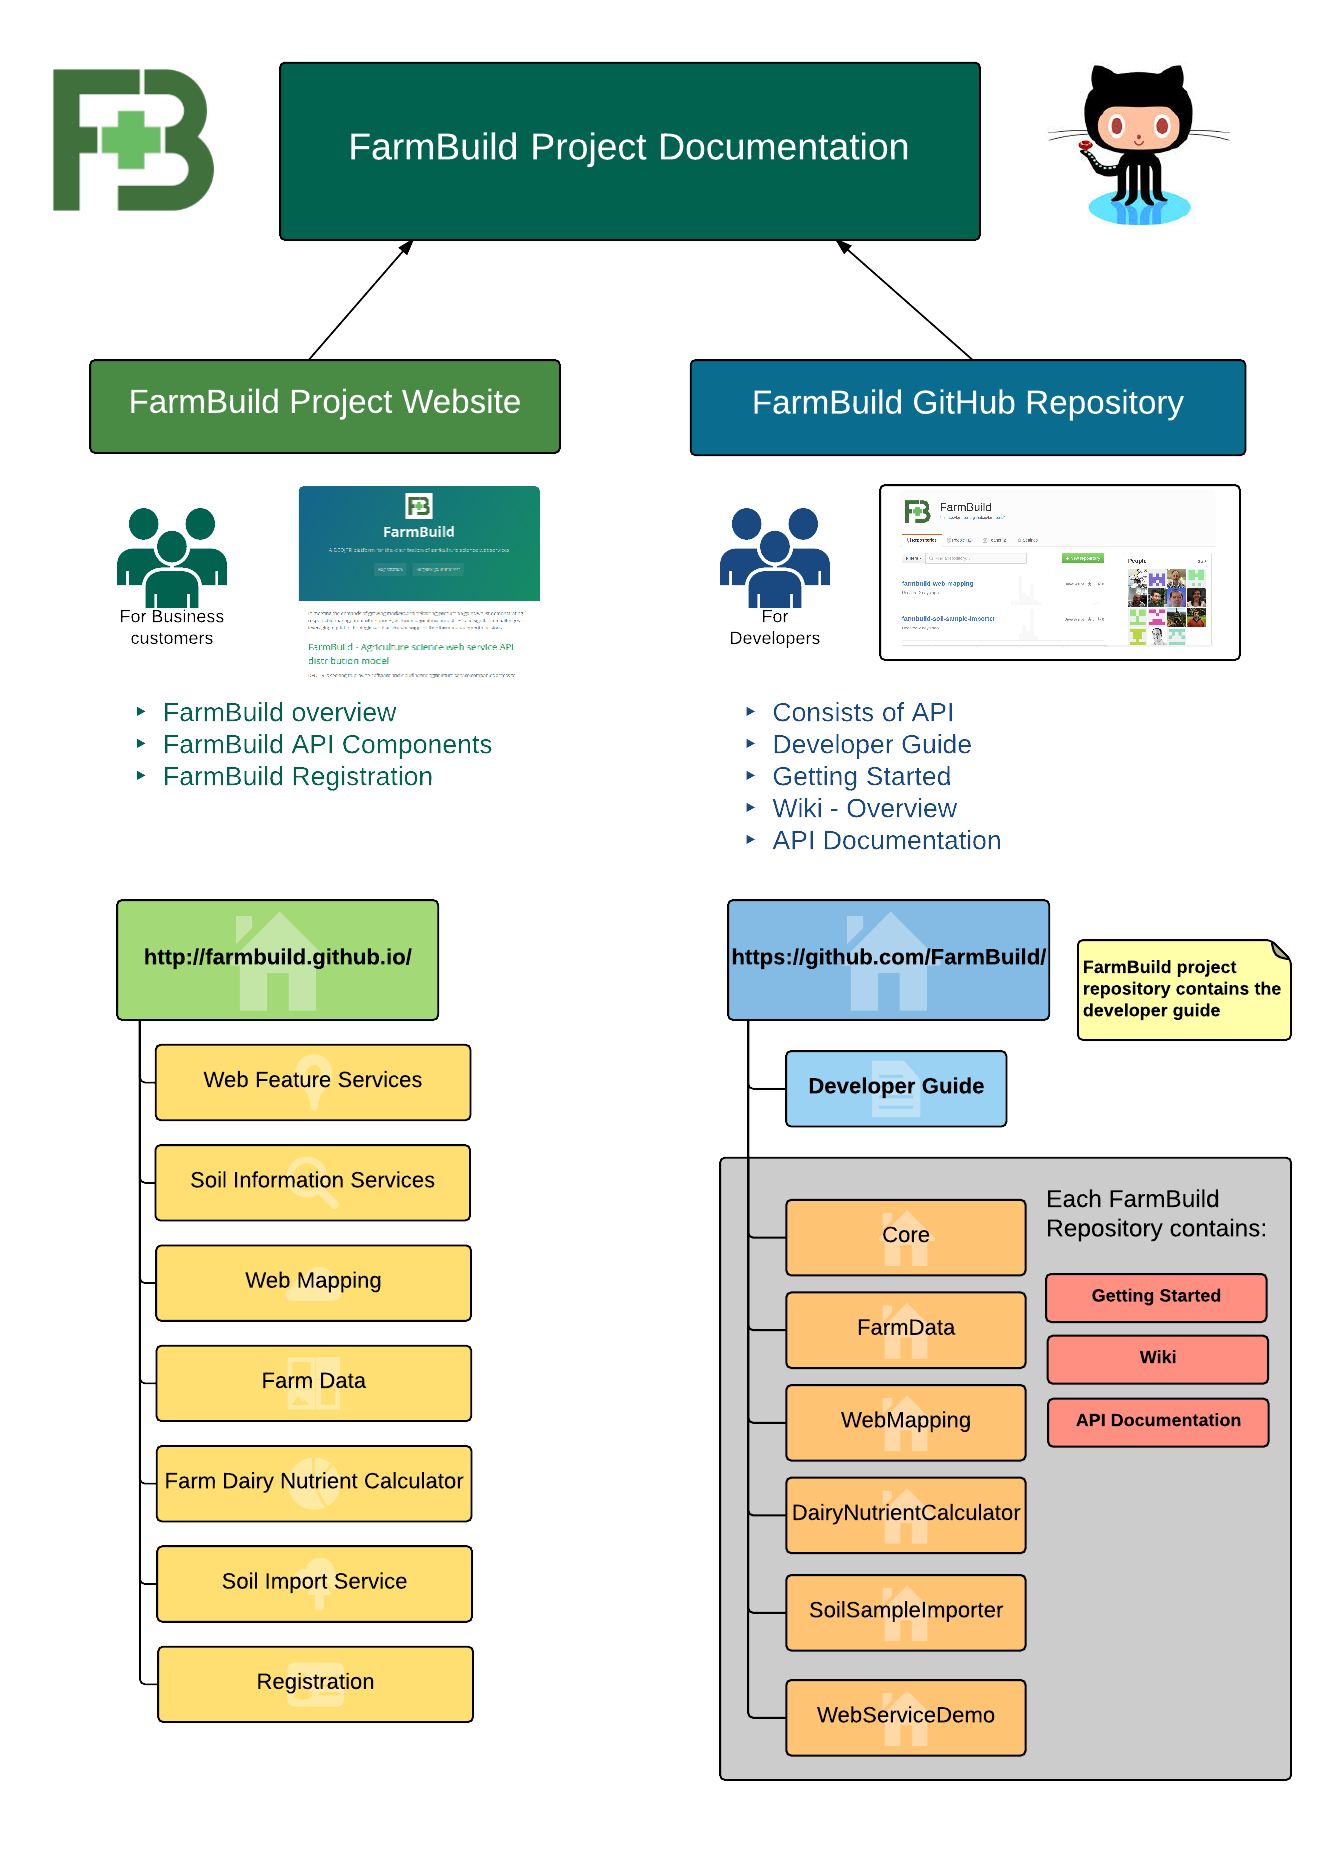 FarmBuild Project Documentation
FarmBuild Project Website
FarmBuild
For Business
customers
FarmBuild - Agriculture science web service API
distribution model
FarmBuild overview
FarmBuild API Components
FarmBuild Registration
FarmBuild GitHub Repository
For
Developers
FarmBuild
People
farmbuild-web-mapping
farmbuild-soil-sample-importer
Consists of API
Developer Guide
Getting Started
Wiki - Overview
API Documentation
http://farmbuild.github.io/
Web Feature Services
Soil Information Services
Web Mapping
Farm Data
Farm Dairy Nutrient Calculator
Soil Import Service
Registration
https://github.com/FarmBuild/
FarmBuild project
repository contains the
developer guide
Developer Guide
Core
FarmData
WebMapping
DairyNutrientCalculator
SoilSampleImporter
WebServiceDemo
Each FarmBuild
Repository contains:
Getting Started
Wiki
API Documentation